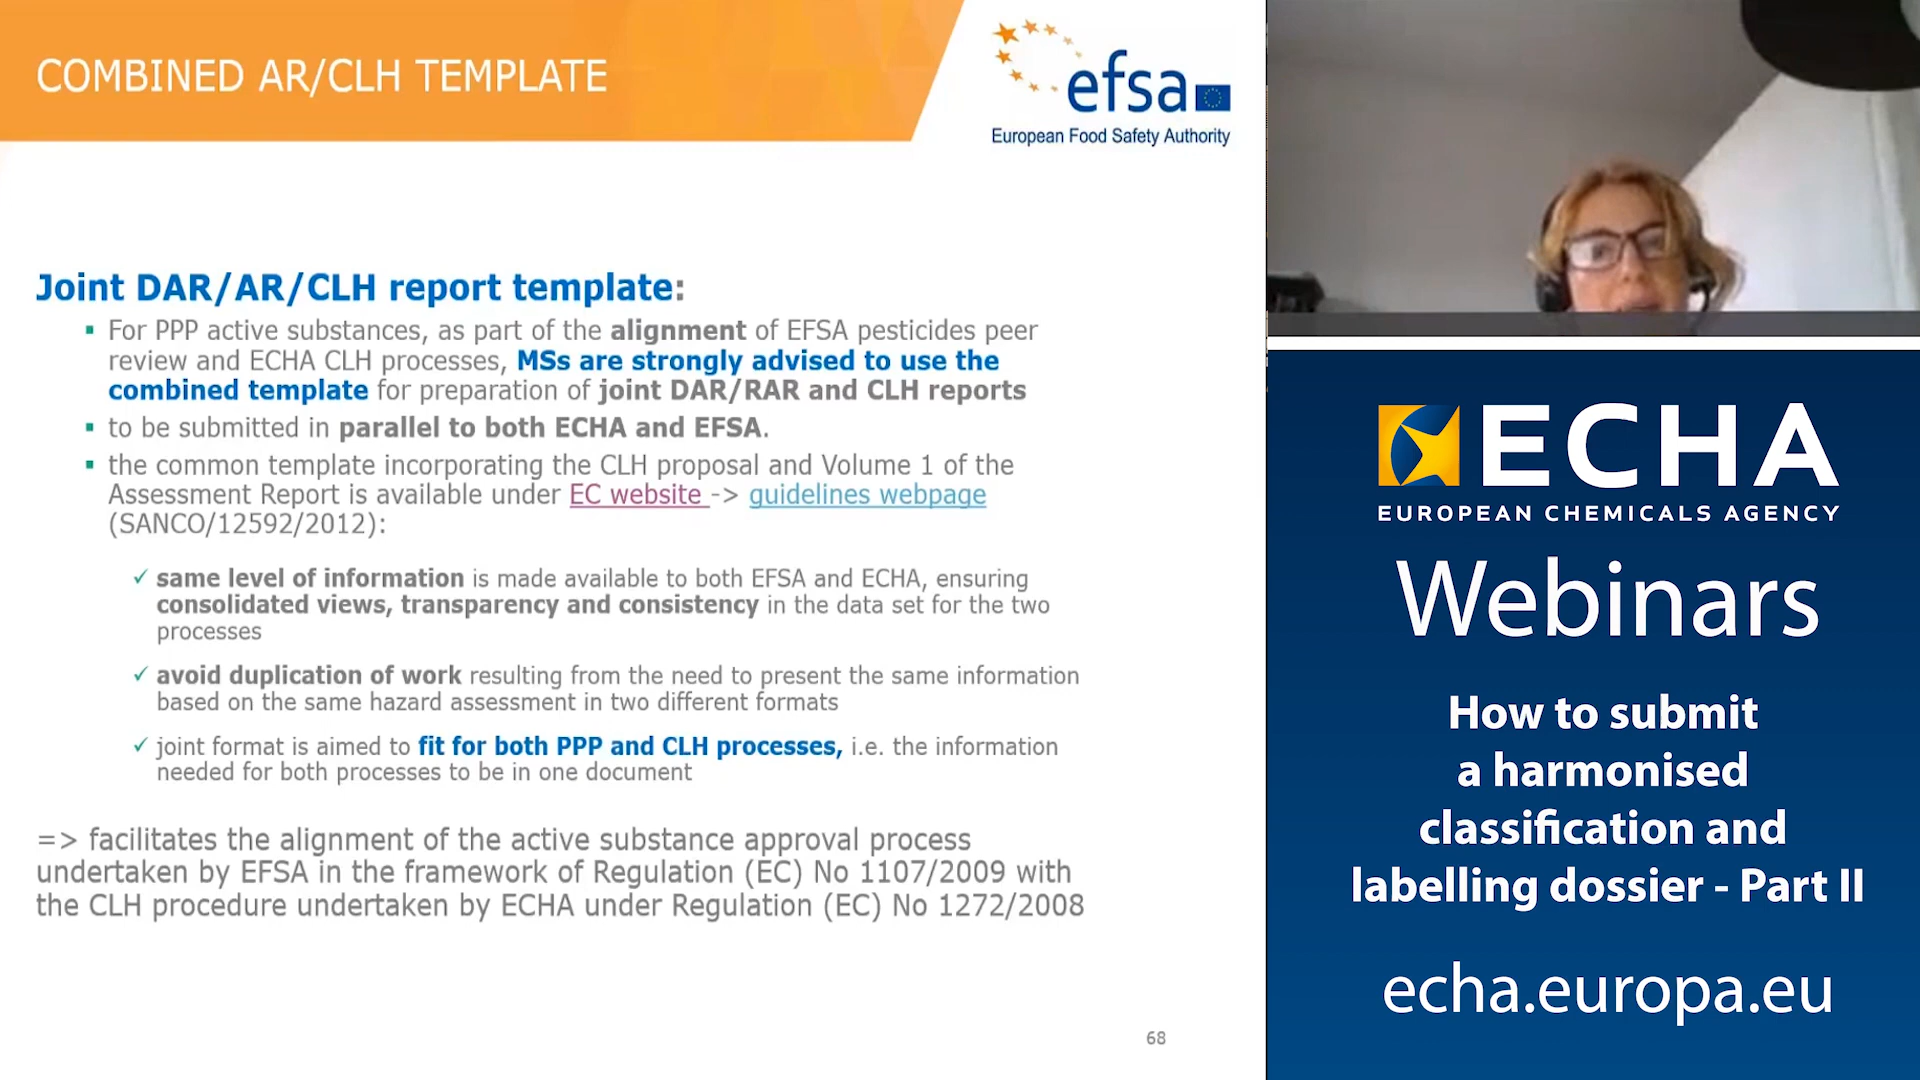 COMBINED AR/CLH TEMPLATE
efsa
European Food Safety Authority
Joint DAR/AR/CLH report template:
▪ For PPP active substances, as part of the alignment of EFSA pesticides peer
review and ECHA CLH processes, MSs are strongly advised to use the
combined template for preparation of joint DAR/RAR and CLH reports
▪ to be submitted in parallel to both ECHA and EFSA.
▪ the common template incorporating the CLH proposal and Volume 1 of the
Assessment Report is available under EC website -> guidelines webpage
(SANCO/12592/2012):
✓ same level of information is made available to both EFSA and ECHA, ensuring
consolidated views, transparency and consistency in the data set for the two
processes
✓ avoid duplication of work resulting from the need to present the same information
based on the same hazard assessment in two different formats
✓ joint format is aimed to fit for both PPP and CLH processes, i.e. the information
needed for both processes to be in one document
=> facilitates the alignment of the active substance approval process
undertaken by EFSA in the framework of Regulation (EC) No 1107/2009 with
the CLH procedure undertaken by ECHA under Regulation (EC) No 1272/2008
68
ECHA
EUROPEAN CHEMICALS AGENCY
Webinars
How to submit
a harmonised
classification and
labelling dossier - Part II
echa.europa.eu